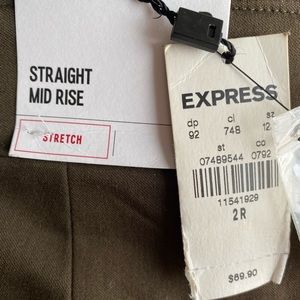 STRAIGHT
MID RISE
STRETCH
EXPRESS
dp cl sz
92 748 12
st co
07489544 0792
11541929
2R
$69.90